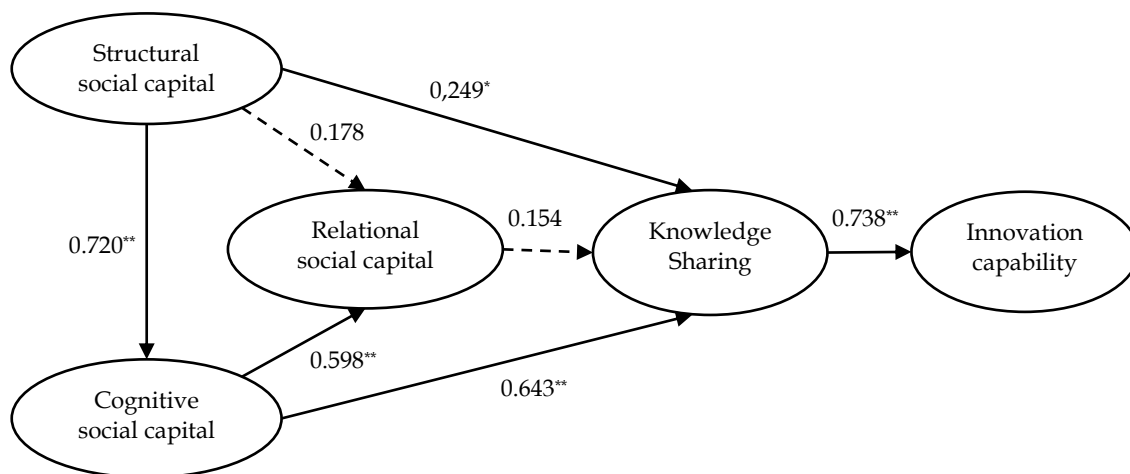 Structural
social capital
0,249*
0.178
Relational
social capital
0.154
Knowledge
Sharing
0.738**
Innovation
capability
0.720**
0.598**
0.643**
Cognitive
social capital